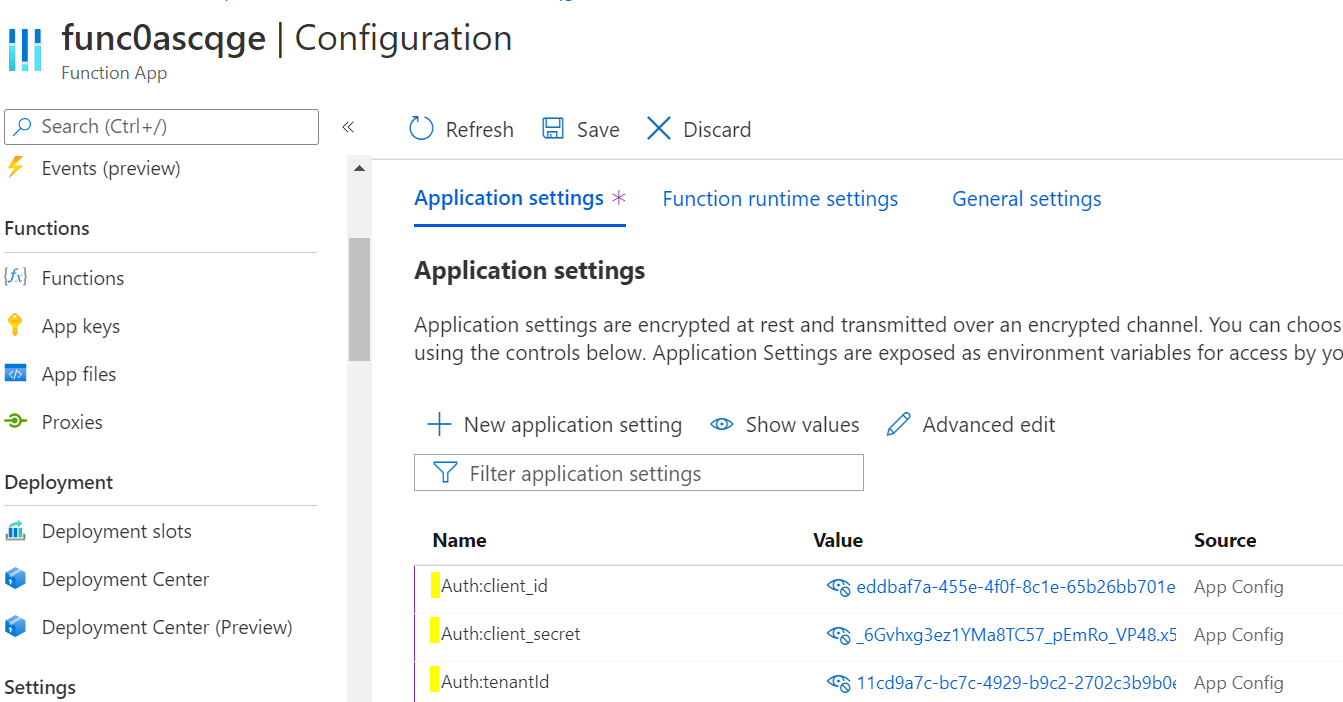 func0ascqge | Configuration
Function App
Search (Ctrl+/)
«
Refresh
Save
Discard
Events (preview)
Application settings *
Function runtime settings
General settings
Functions
Application settings
Functions
App keys
Application settings are encrypted at rest and transmitted over an encrypted channel. You can choos
using the controls below. Application Settings are exposed as environment variables for access by yo
App files
Proxies
New application setting
Show values
Advanced edit
Filter application settings
Deployment
Deployment slots
Deployment Center
Deployment Center (Preview)
Settings
Name Value Source
Auth:client_id eddbaf7a-455e-4f0f-8c1e-65b26bb701e App Config
Auth:client_secret _6Gvhxg3ez1YMa8TC57_pEmRo_VP48.x5 App Config
Auth:tenantId 11cd9a7c-bc7c-4929-b9c2-2702c3b9b0e App Config